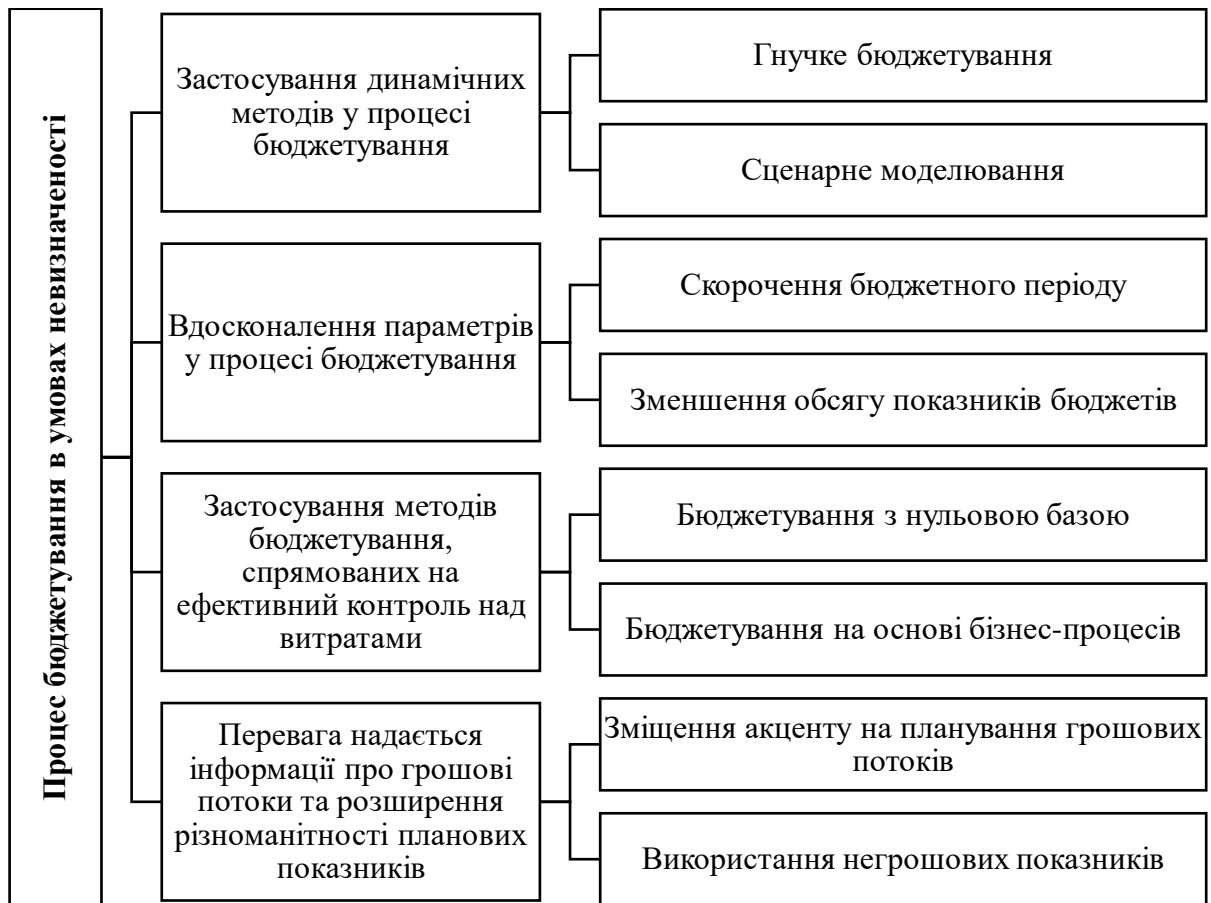 Процес бюджетування в умовах невизначеності
Застосування динамічних
методів у процесі
бюджетування
Гнучке бюджетування
Сценарне моделювання
Вдосконалення параметрів
у процесі бюджетування
Скорочення бюджетного періоду
Зменшення обсягу показників бюджетів
Застосування методів
бюджетування,
спрямованих на
ефективний контроль над
витратами
Бюджетування з нульовою базою
Бюджетування на основі бізнес-процесів
Перевага надається
інформації про грошові
потоки та розширення
різноманітності планових
показників
Зміщення акценту на планування грошових
потоків
Використання негрошових показників